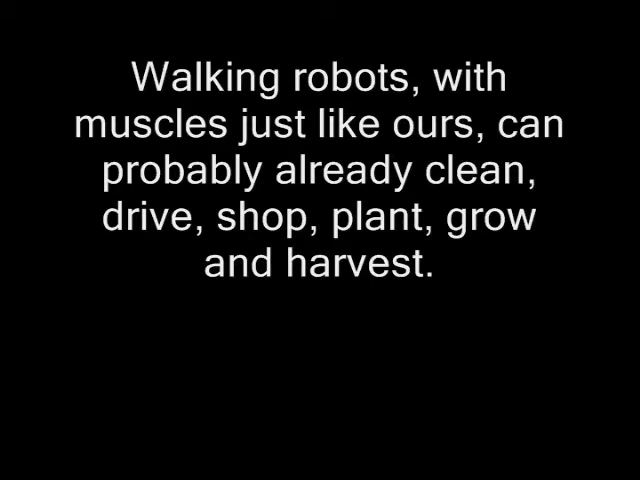 Walking robots, with
muscles just like ours, can
probably already clean,
drive, shop, plant, grow
and harvest.